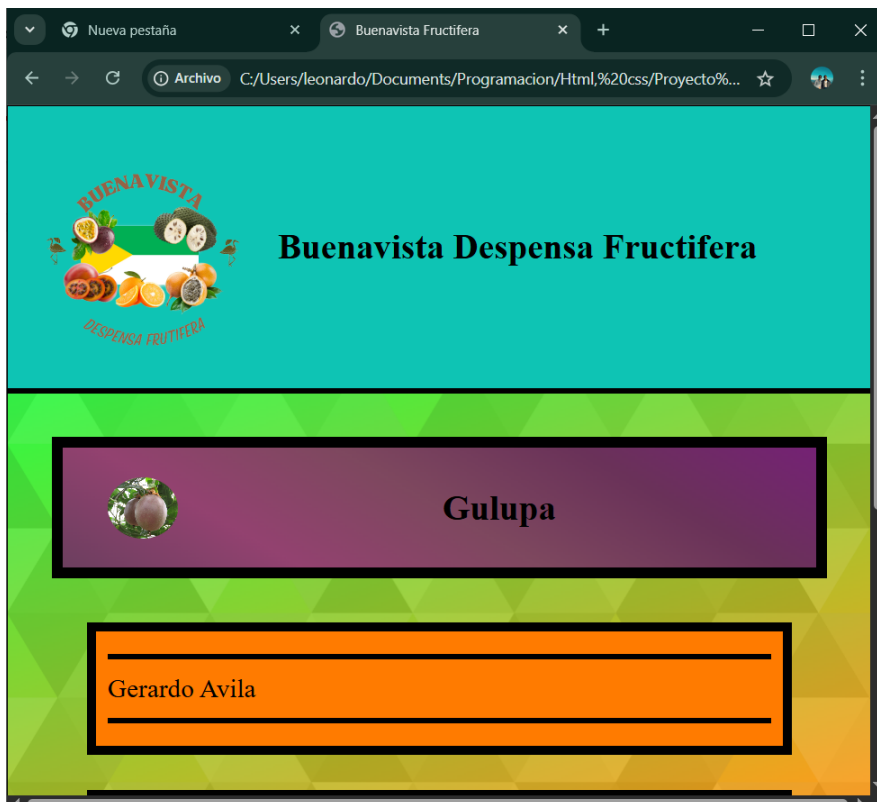 Nueva pestaña
Buenavista Fructifera
Archivo C:/Users/leonardo/Documents/Programacion/Html,%20css/Proyecto%...
BUENAVISTA
DESPENSA FRUTIFERA
Buenavista Despensa Fructifera
Gulupa
Gerardo Avila